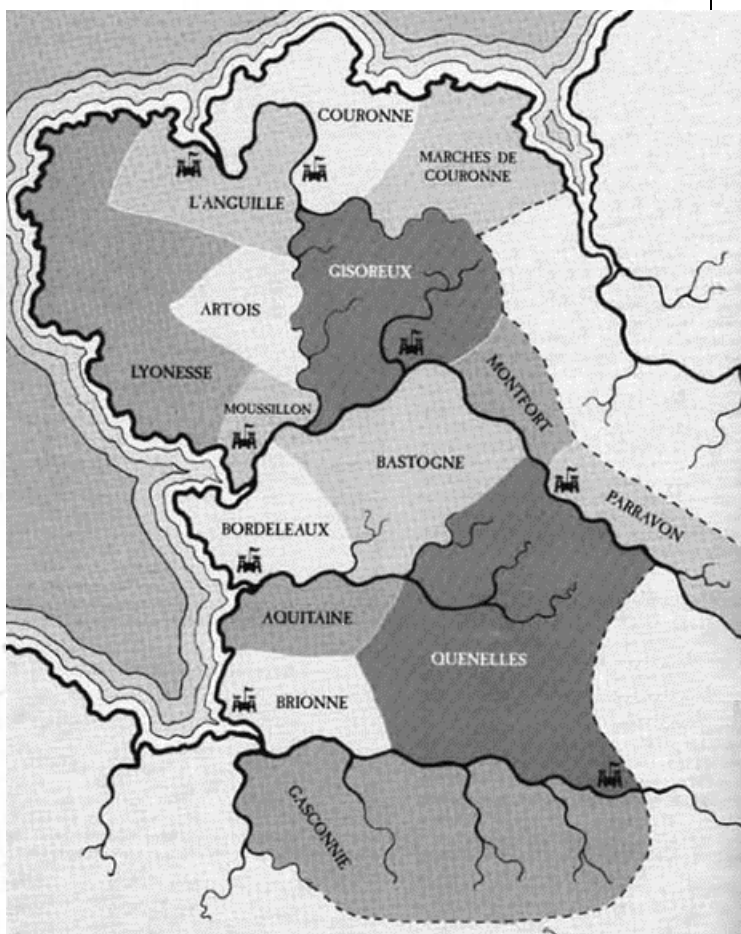 COURONNE
MARCHES DE
COURONNE
L'ANGUILLE
GISOREUX
ARTOIS
LYONESSE
MONTFORT
MOUSSILLON
BASTOGNE
PARRAVON
BORDELEAUX
AQUITAINE
QUENELLES
BRIONNE
GASCONNIE